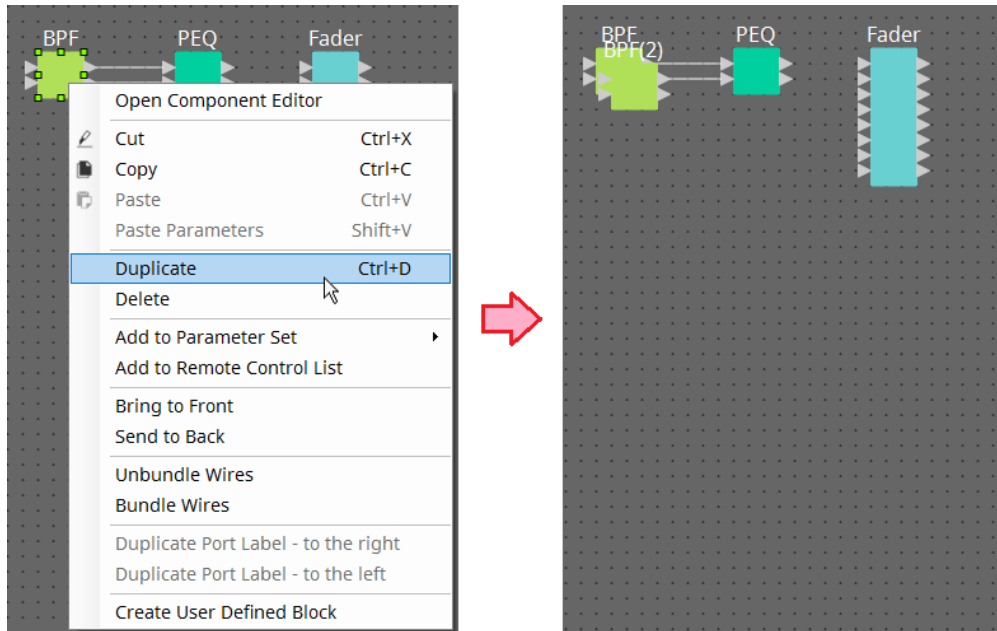 BPF PEQ Fader
Open Component Editor
Cut Ctrl+X
Copy Ctrl+C
Paste Ctrl+V
Paste Parameters Shift+V
Duplicate Ctrl+D
Delete
Add to Parameter Set
Add to Remote Control List
Bring to Front
Send to Back
Unbundle Wires
Bundle Wires
Duplicate Port Label - to the right
Duplicate Port Label - to the left
Create User Defined Block
BPF PEQ Fader
BPF(2)